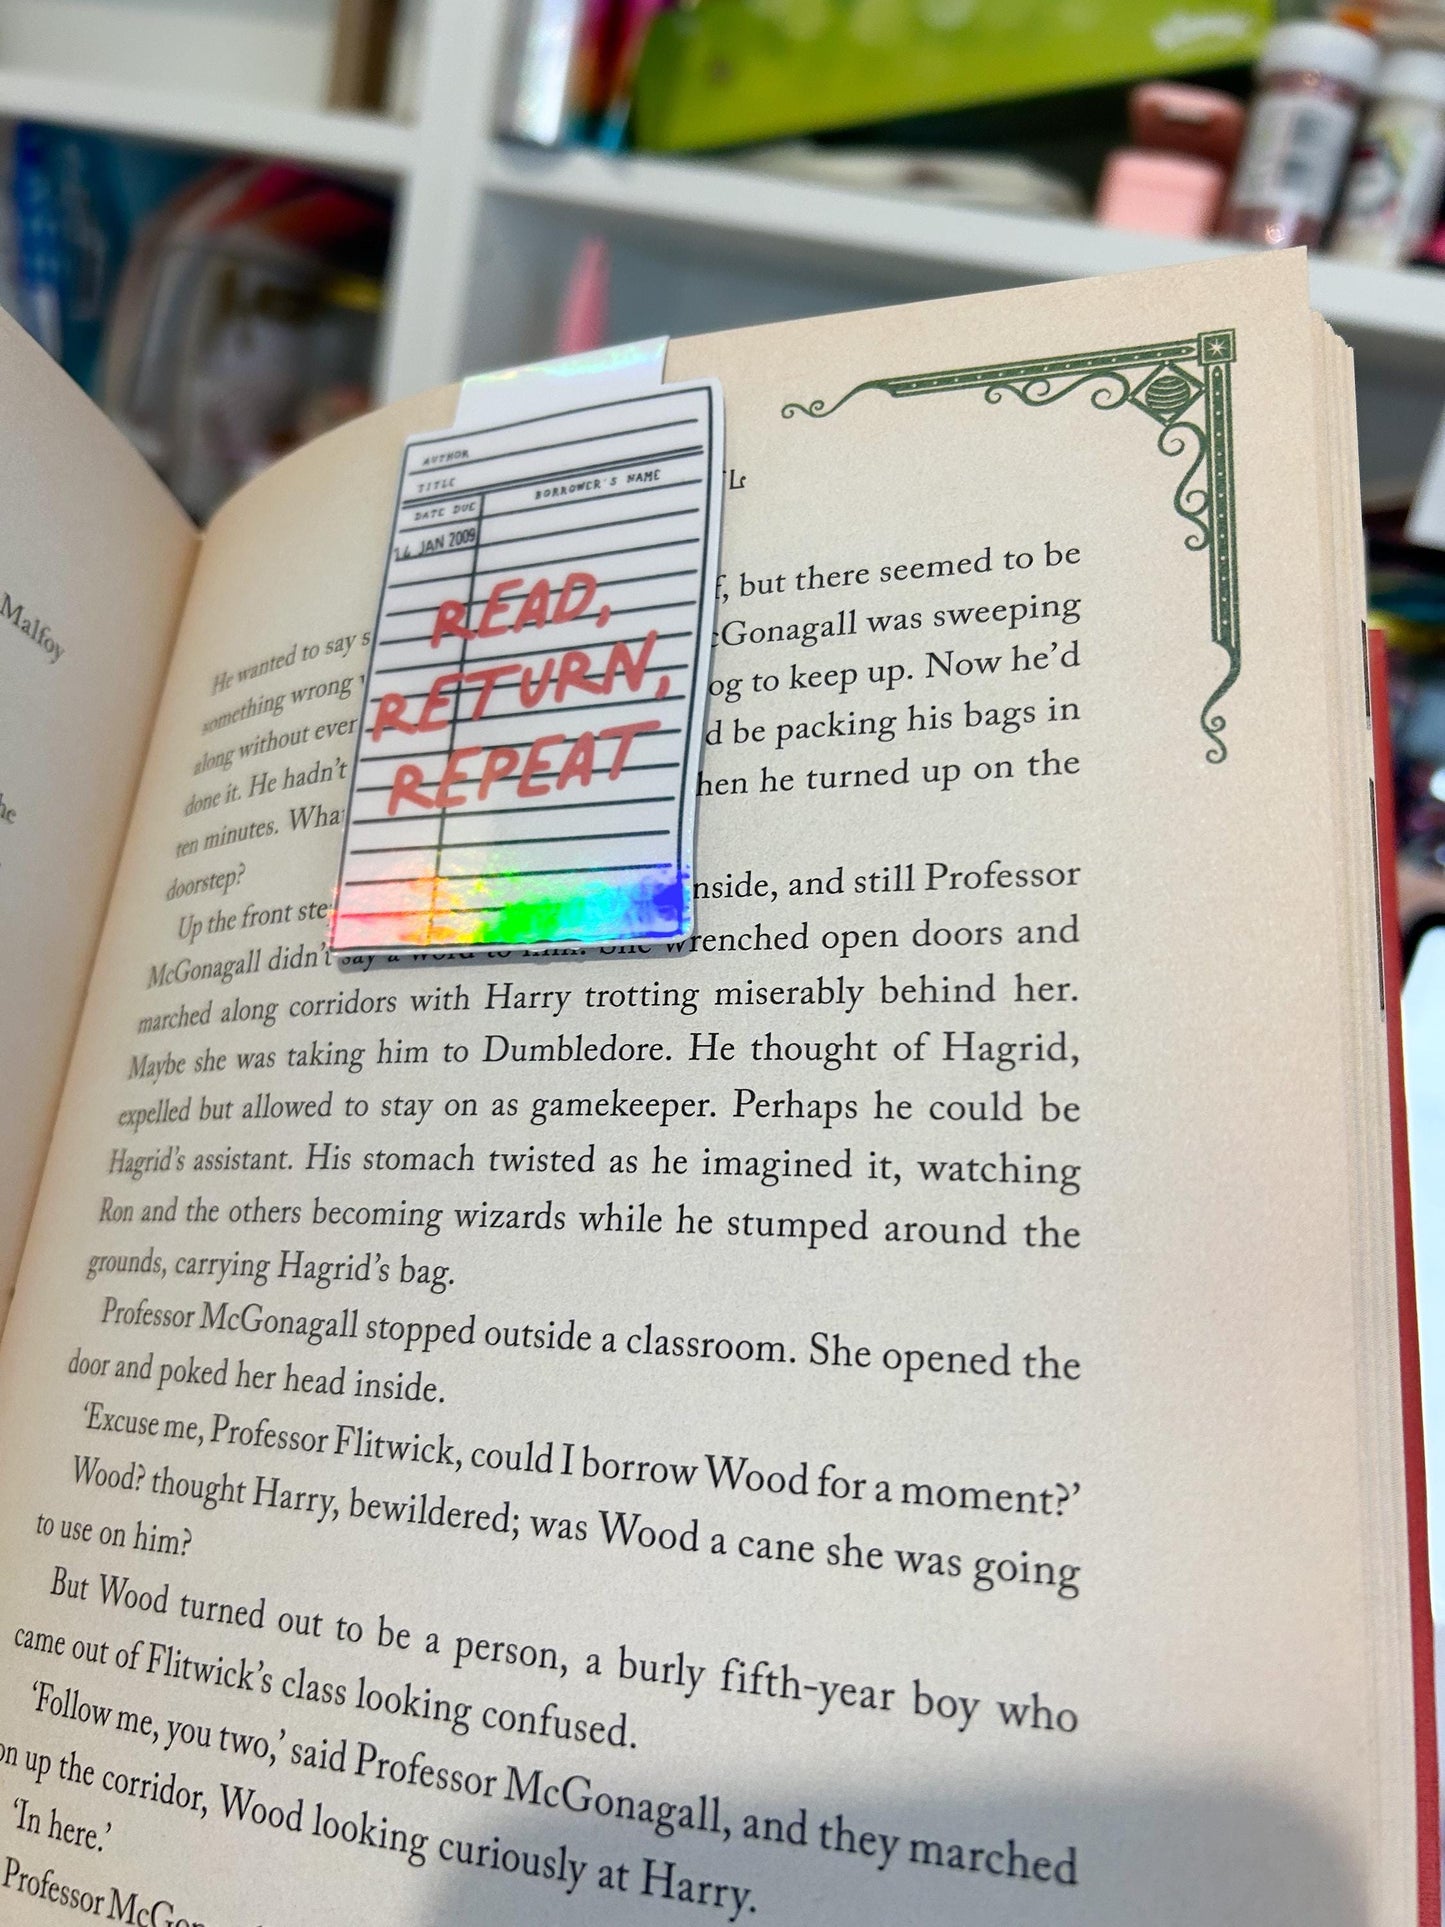 Kleenex
Malfoy
AUTHOR
TITLE
DATE DUE BORROWER'S NAME
14 JAN 2009
READ,
RETURN,
REPEAT
He wanted to say but there seemed to be
something wrong Gonagall was sweeping
along without ever to keep up. Now he'd
done it. He hadn't be packing his bags in
ten minutes. he turned up on the
doorstep?
Up the front and still Professor
McGonagall didn't say a word to him. She wrenched open doors and
marched along corridors with Harry trotting miserably behind her.
Maybe she was taking him to Dumbledore. He thought of Hagrid,
expelled but allowed to stay on as gamekeeper. Perhaps he could be
Hagrid's assistant. His stomach twisted as he imagined it, watching
Ron and the others becoming wizards while he stumped around the
grounds, carrying Hagrid's bag.
Professor McGonagall stopped outside a classroom. She opened the
door and poked her head inside.
'Excuse me, Professor Flitwick, could I borrow Wood for a moment?'
Wood? thought Harry, bewildered; was Wood a cane she was going
to use on him?
But Wood turned out to be a person, a burly fifth-year boy who
came out of Flitwick's class looking confused.
'Follow me, you two,' said Professor McGonagall, and they marched
on up the corridor, Wood looking curiously at Harry.
'In here.'
Professor